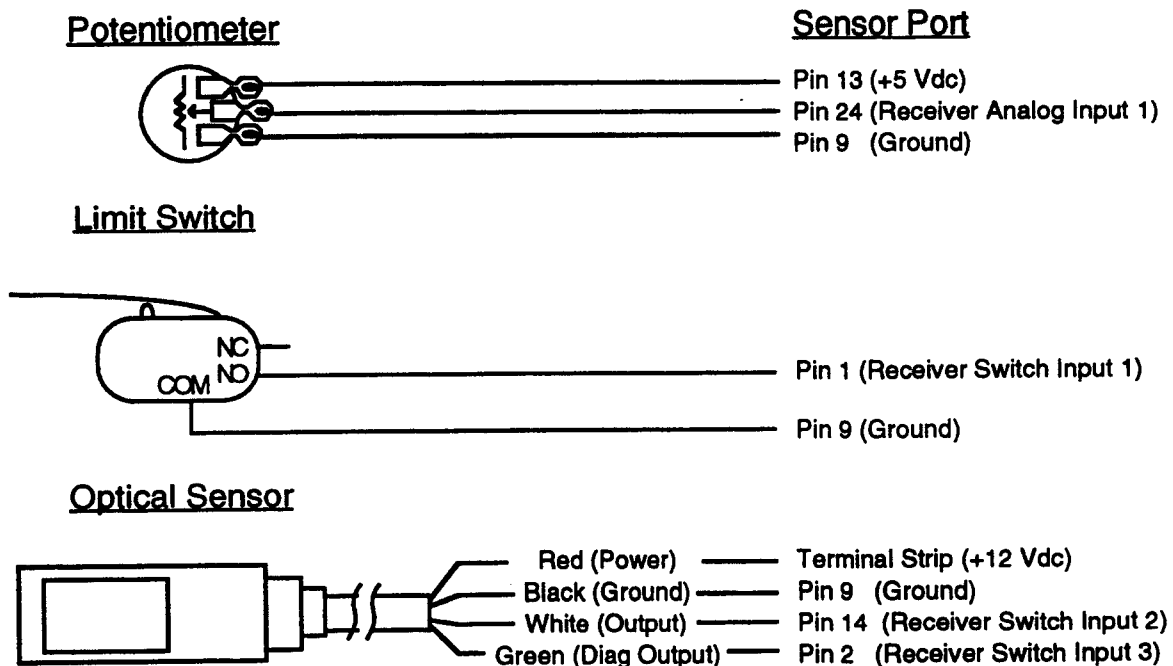 Potentiometer
Sensor Port
Pin 13 (+5 Vdc)
Pin 24 (Receiver Analog Input 1)
Pin 9 (Ground)
Limit Switch
NC
NO
COM
Pin 1 (Receiver Switch Input 1)
Pin 9 (Ground)
Optical Sensor
Red (Power) Terminal Strip (+12 Vdc)
Black (Ground) Pin 9 (Ground)
White (Output) Pin 14 (Receiver Switch Input 2)
Green (Diag Output) Pin 2 (Receiver Switch Input 3)